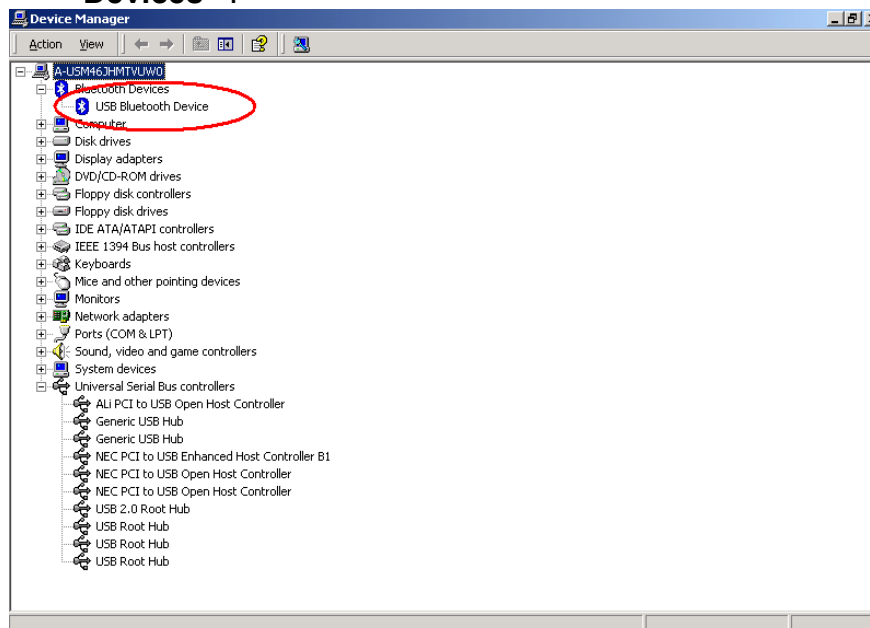 Devices
Device Manager
Action View
A-USM46JHMTVUW0
Bluetooth Devices
USB Bluetooth Device
Computer
Disk drives
Display adapters
DVD/CD-ROM drives
Floppy disk controllers
Floppy disk drives
IDE ATA/ATAPI controllers
IEEE 1394 Bus host controllers
Keyboards
Mice and other pointing devices
Monitors
Network adapters
Ports (COM & LPT)
Sound, video and game controllers
System devices
Universal Serial Bus controllers
ALi PCI to USB Open Host Controller
Generic USB Hub
Generic USB Hub
NEC PCI to USB Enhanced Host Controller B1
NEC PCI to USB Open Host Controller
NEC PCI to USB Open Host Controller
USB 2.0 Root Hub
USB Root Hub
USB Root Hub
USB Root Hub